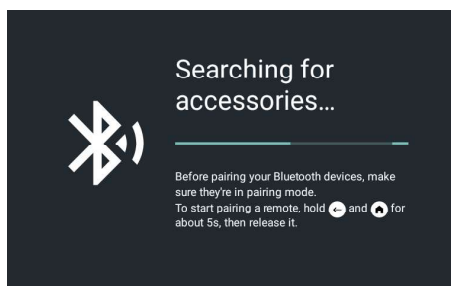 Searching for
accessories...
Before pairing your Bluetooth devices, make
sure they're in pairing mode.
To start pairing a remote, hold and for
about 5s, then release it.